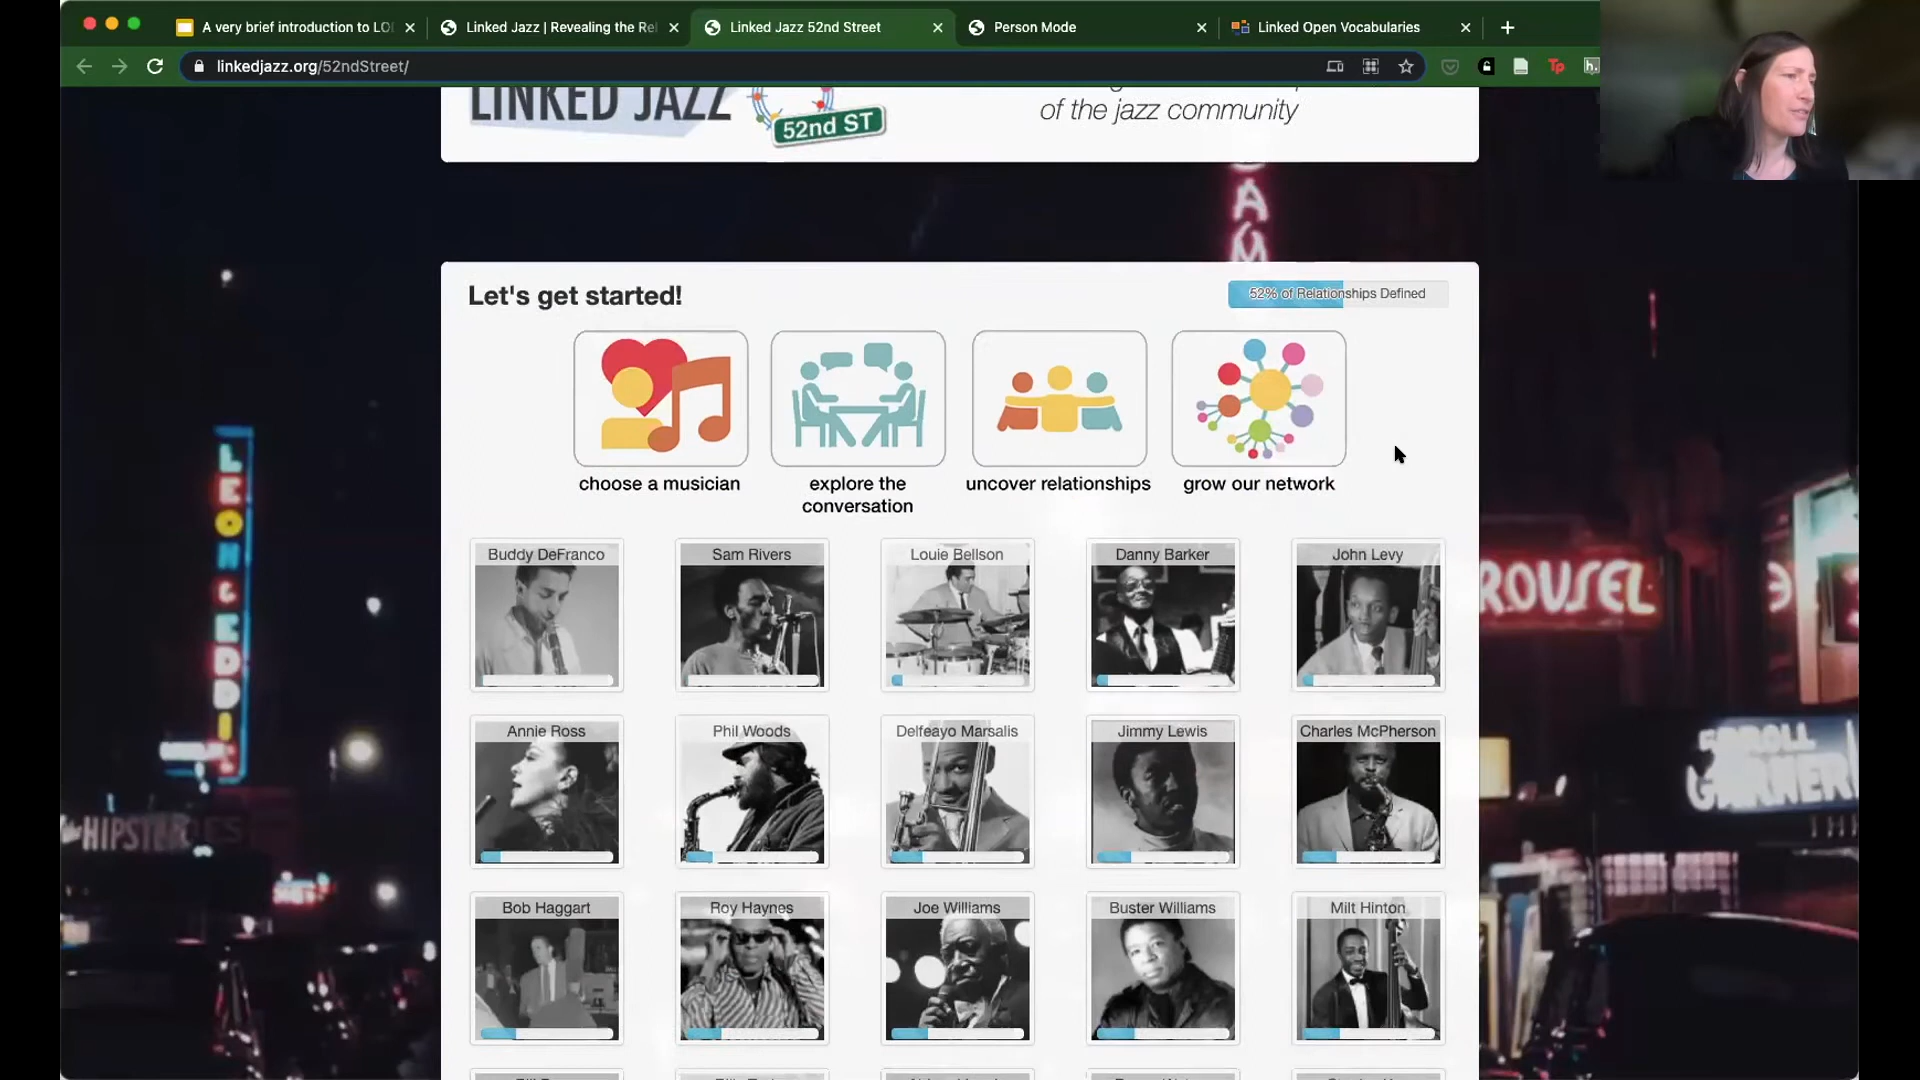 A very brief introduction to LO
Linked Jazz | Revealing the Re
Linked Jazz 52nd Street
Person Mode
Linked Open Vocabularies
linkedjazz.org/52ndStreet/
Tp
h.
LINKED JAZZ
52nd ST
of the jazz community
Let's get started!
52% of Relationships Defined
choose a musician
explore the
conversation
uncover relationships
grow our network
Buddy DeFranco
Sam Rivers
Louie Bellson
Danny Barker
John Levy
Annie Ross
Phil Woods
Delfeayo Marsalis
Jimmy Lewis
Charles McPherson
Bob Haggart
Roy Haynes
Joe Williams
Buster Williams
Milt Hinton
LEON
EDDI
HIPSTER
ROUSEL
GARNER